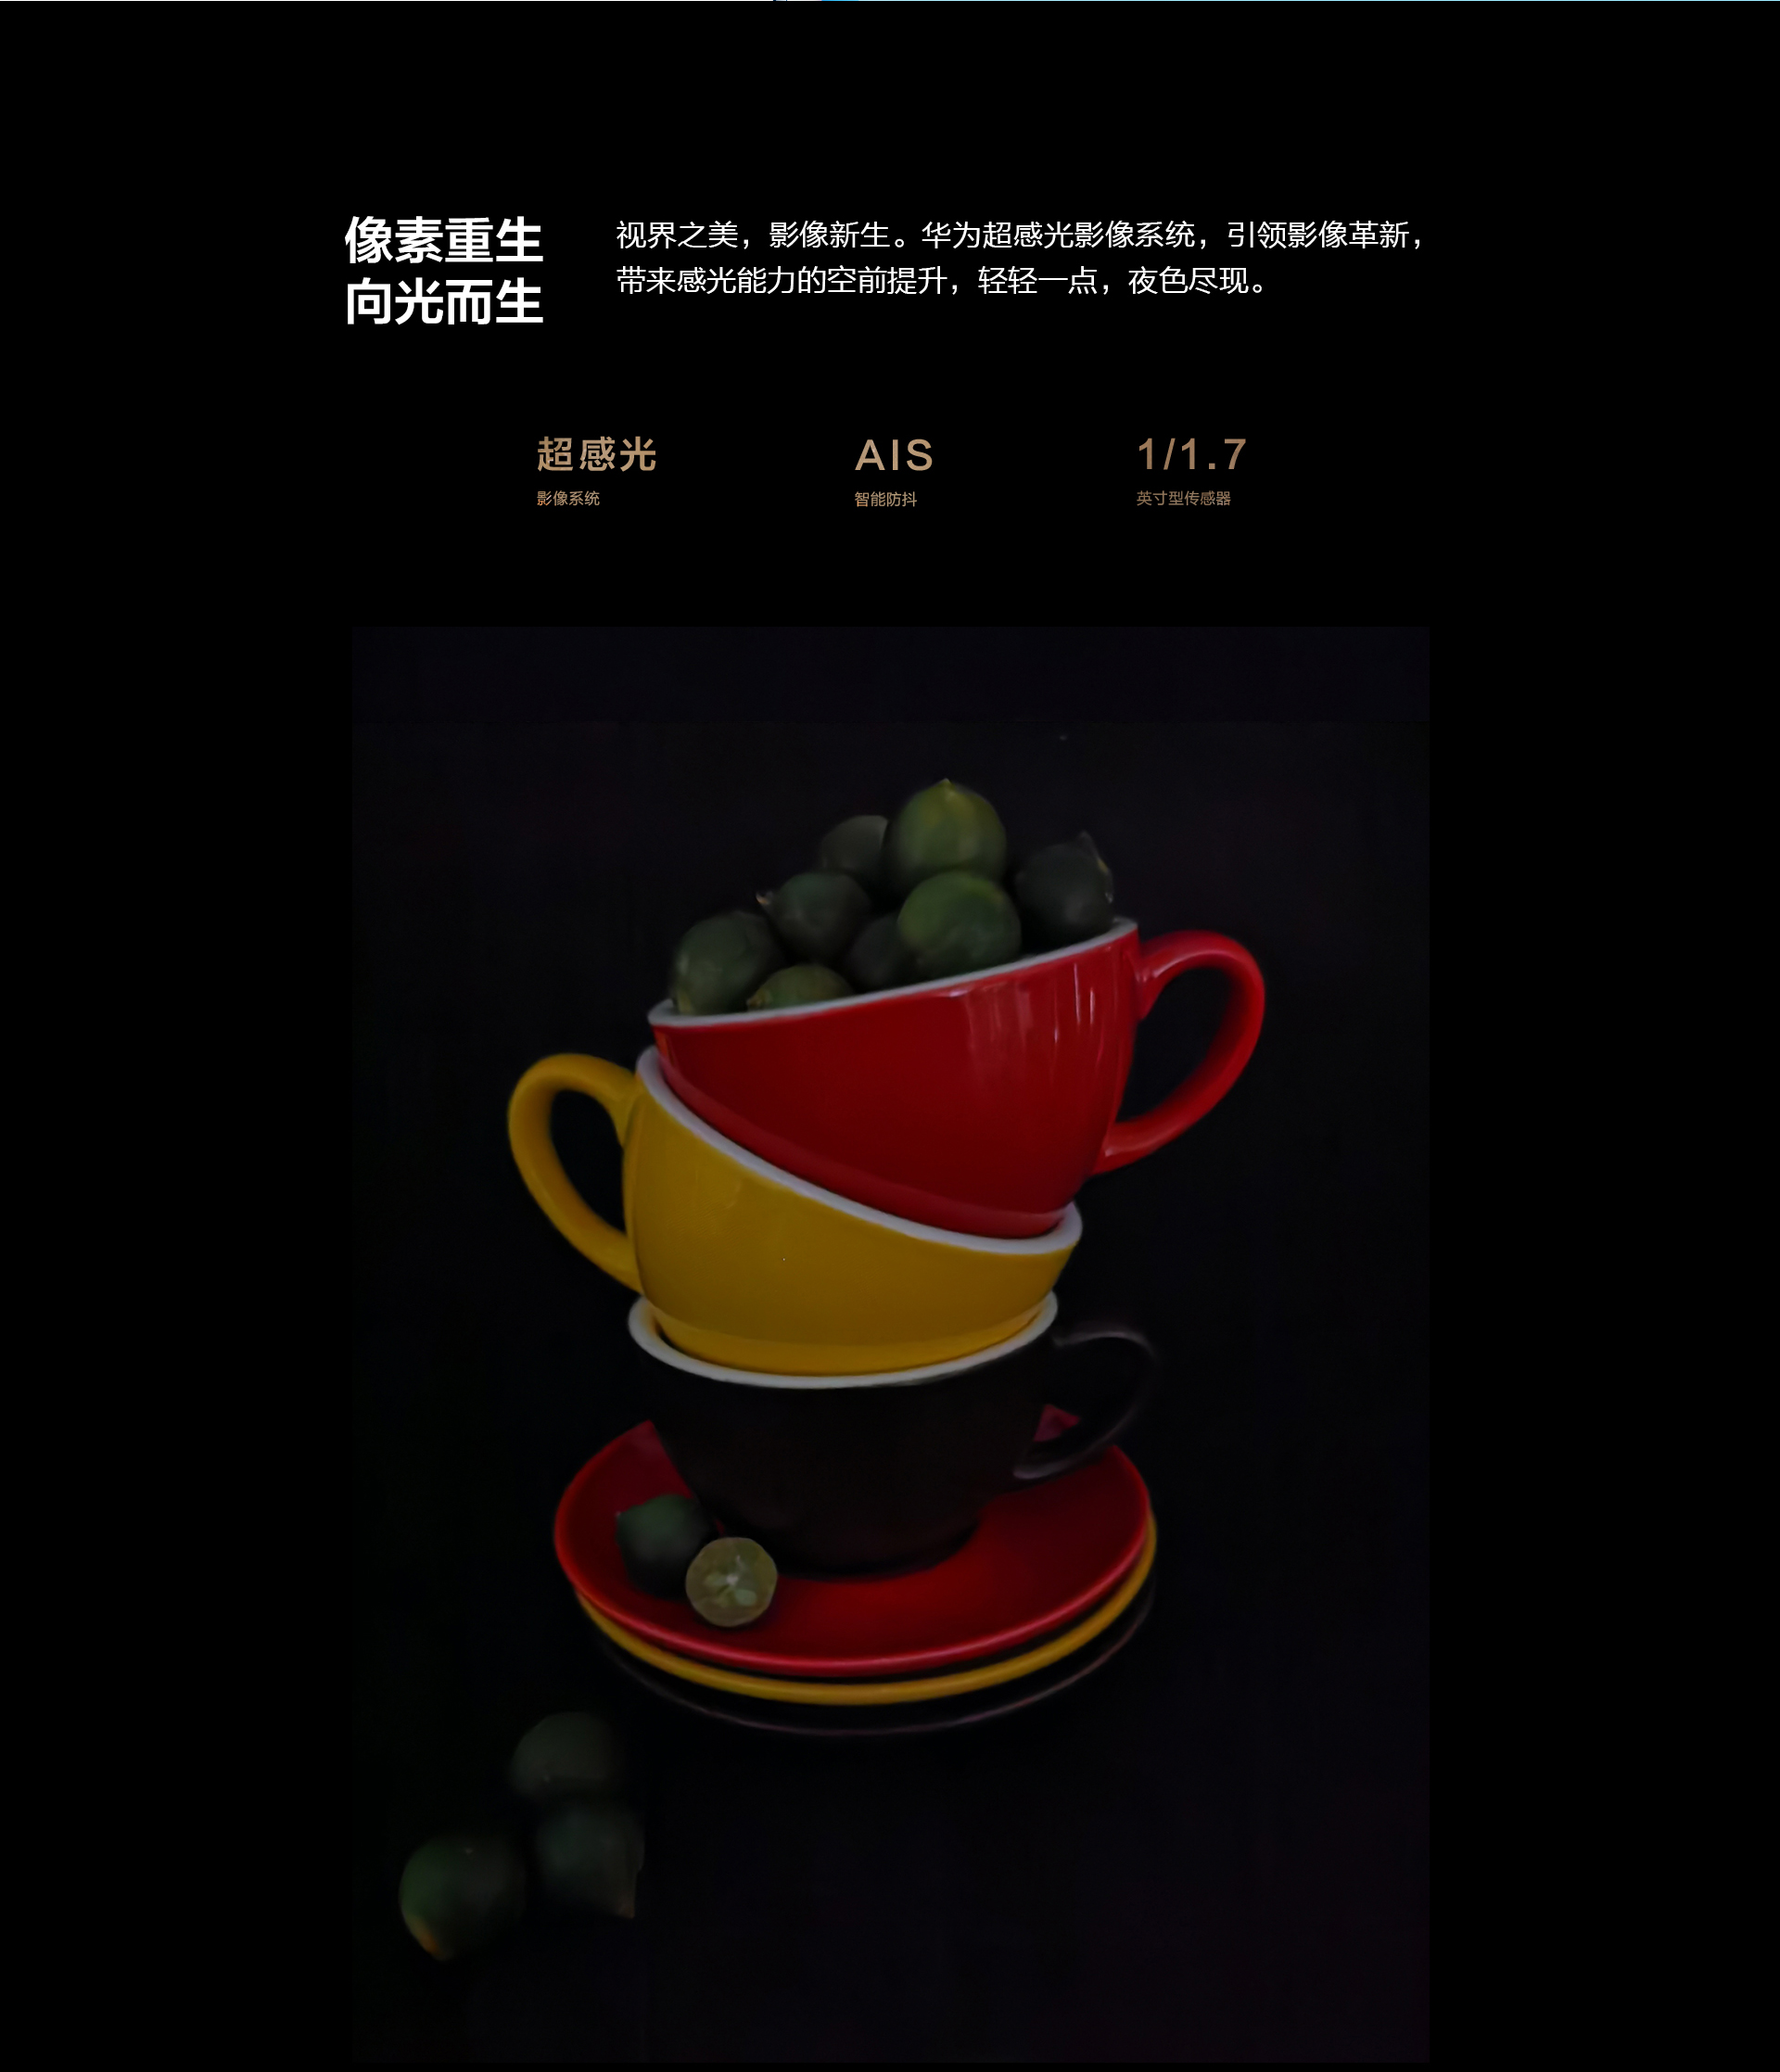 像素重生
向光而生
视界之美，影像新生。华为超感光影像系统，引领影像革新，
带来感光能力的空前提升，轻轻一点，夜色尽现。
超感光
影像系统
AIS
智能防抖
1/1.7
英寸型传感器